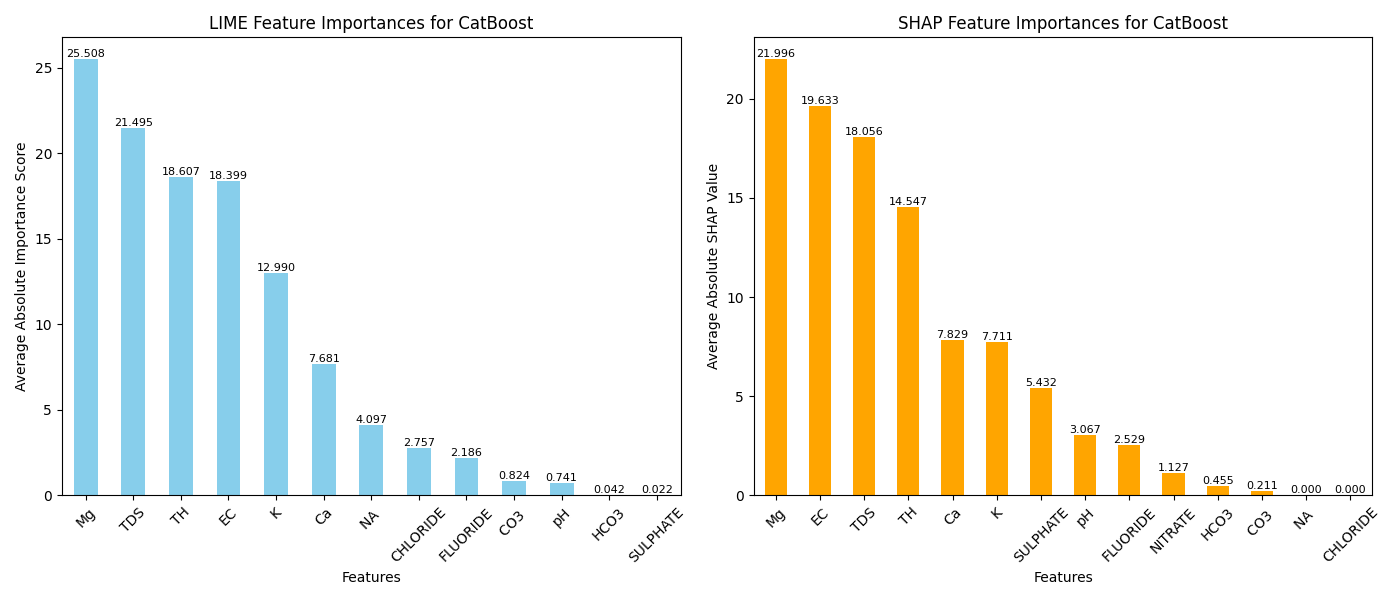 LIME Feature Importances for CatBoost
Average Absolute Importance Score
25
20
15
10
5
0
25.508
21.495
18.607
18.399
12.990
7.681
4.097
2.757
2.186
0.824
0.741
0.042
0.022
Mg
TDS
TH
EC
K
Ca
NA
CHLORIDE
FLUORIDE
CO3
pH
HCO3
SULPHATE
Features
SHAP Feature Importances for CatBoost
Average Absolute SHAP Value
20
15
10
5
0
21.996
19.633
18.056
14.547
7.829
7.711
5.432
3.067
2.529
1.127
0.455
0.211
0.000
0.000
Mg
EC
TDS
TH
Ca
K
SULPHATE
pH
FLUORIDE
NITRATE
HCO3
CO3
NA
CHLORIDE
Features